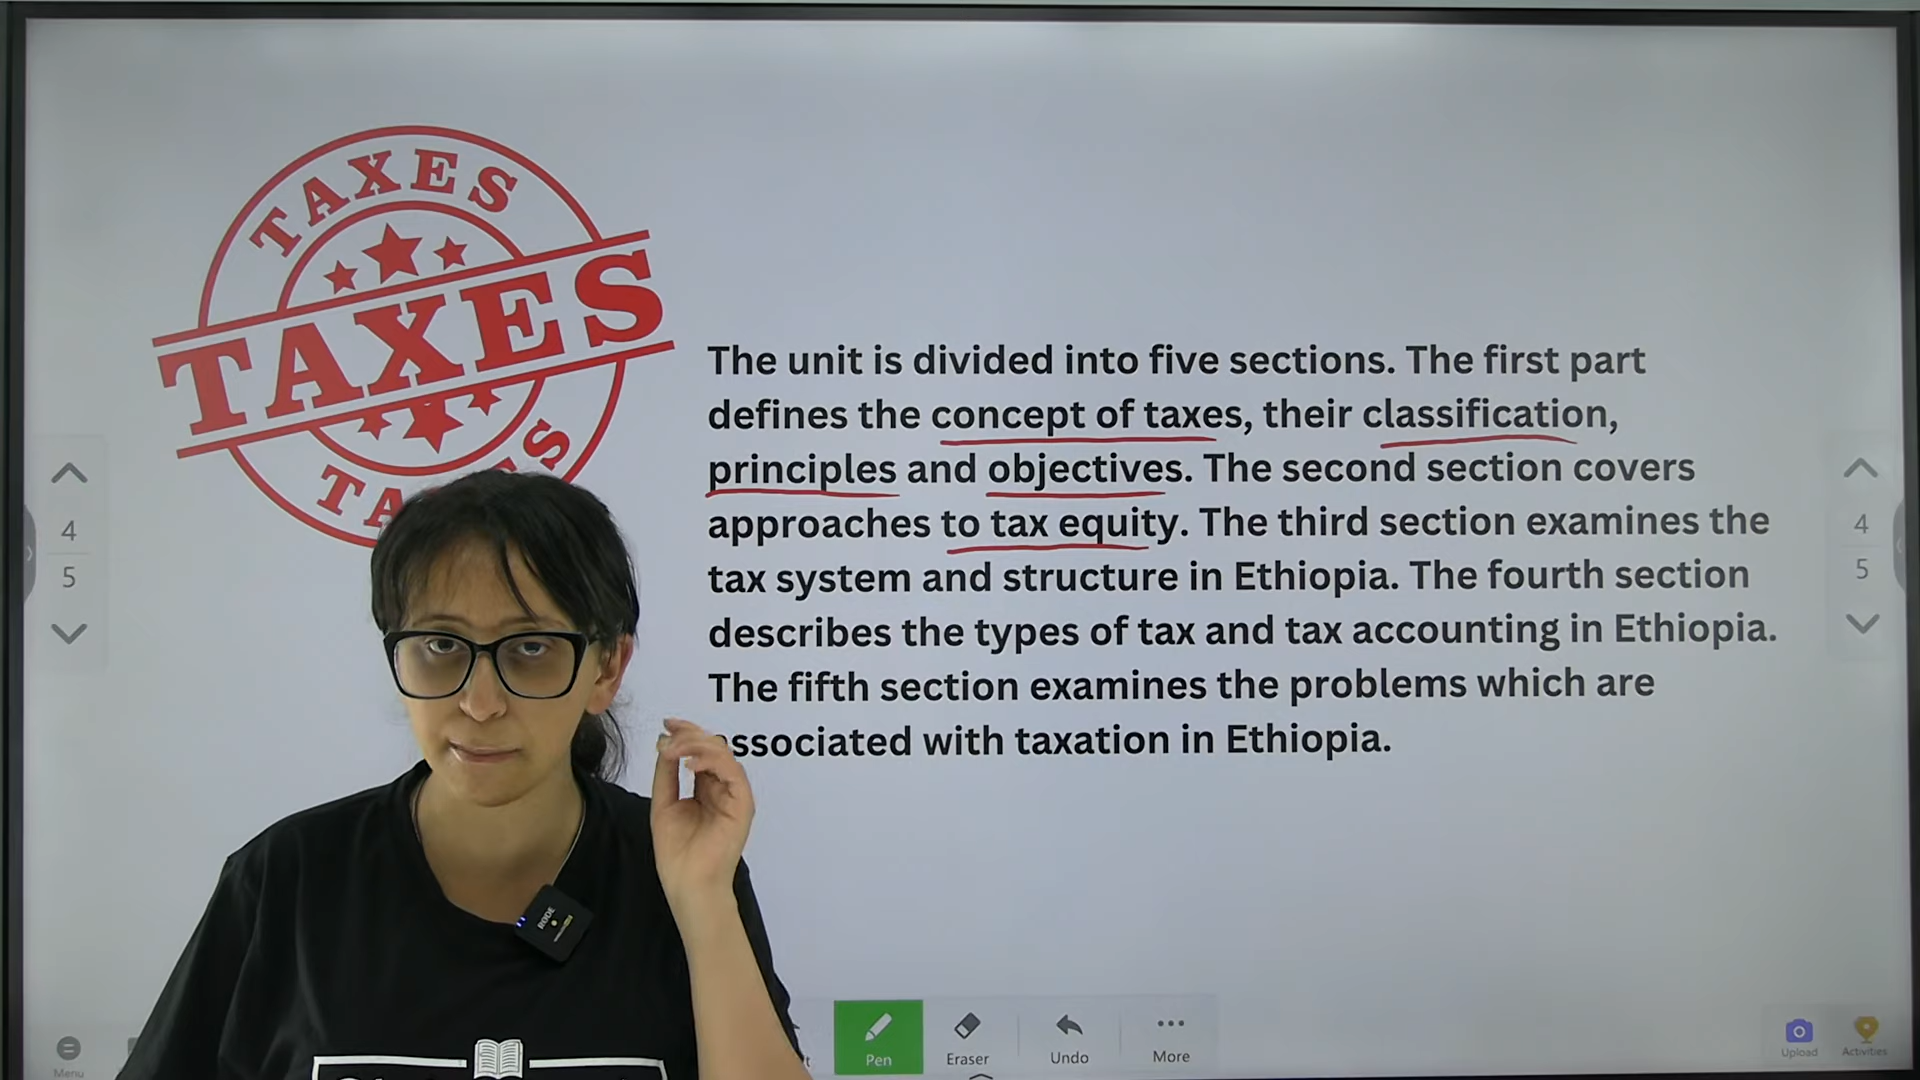 TAXES
TAXES
The unit is divided into five sections. The first part
defines the concept of taxes, their classification,
principles and objectives. The second section covers
approaches to tax equity. The third section examines the
tax system and structure in Ethiopia. The fourth section
describes the types of tax and tax accounting in Ethiopia.
The fifth section examines the problems which are
associated with taxation in Ethiopia.
4
5
4
5
RØDE
Menu
Pen
Eraser
Undo
More
Upload
Activities